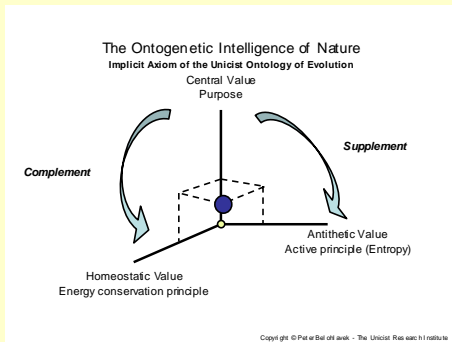 The Ontogenetic Intelligence of Nature
Implicit Axiom of the Unicist Ontology of Evolution
Central Value
Purpose
Complement
Supplement
Antithetic Value
Active principle (Entropy)
Homeostatic Value
Energy conservation principle
Copyright © Peter Belohlavek - The Unicist Research Institute